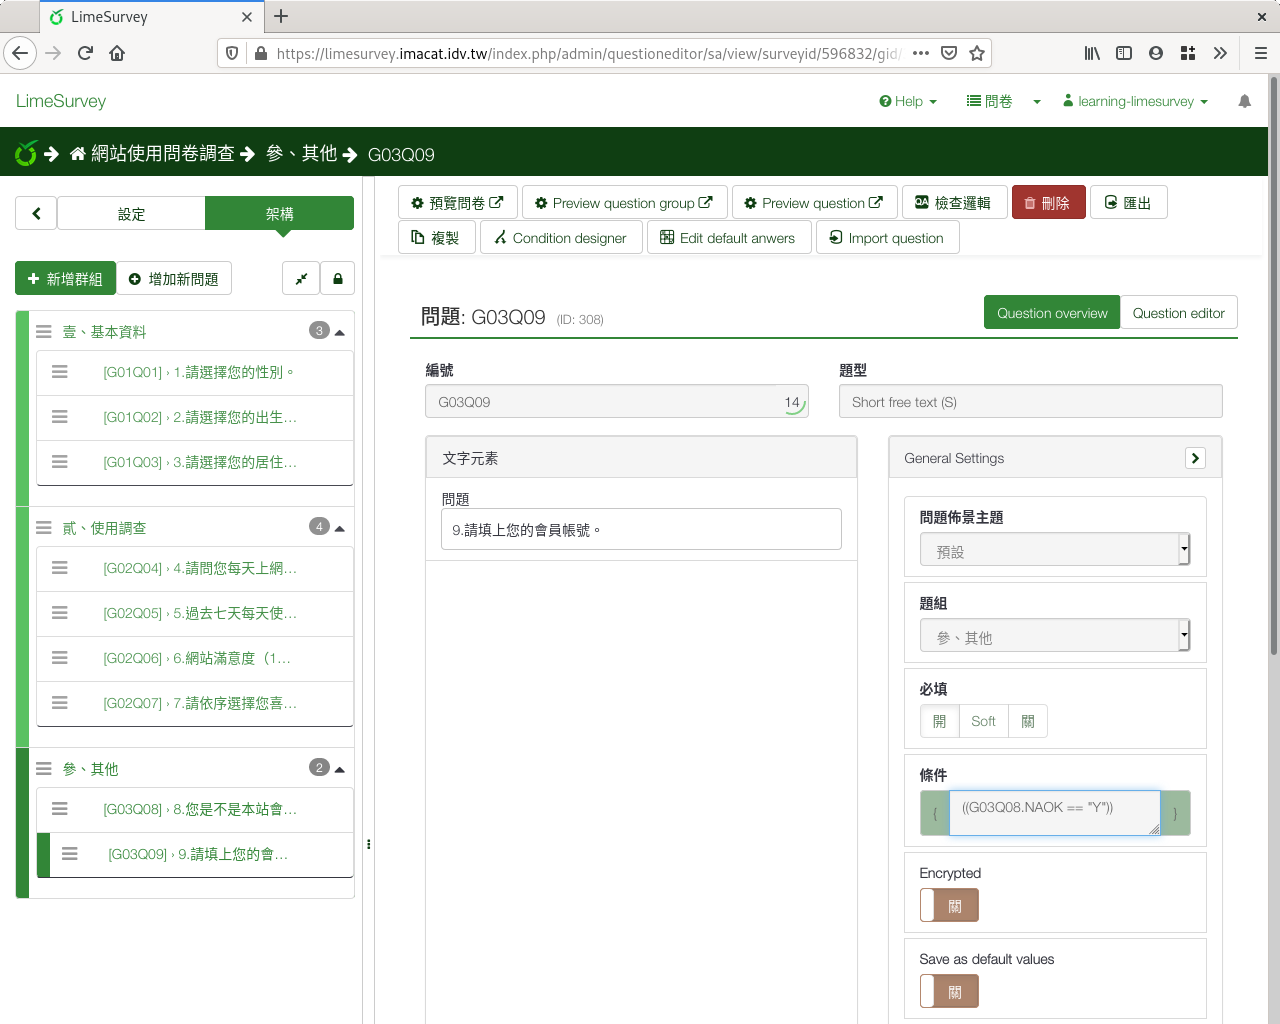 LimeSurvey
https://limesurvey.imacat.idv.tw/index.php/admin/questioneditor/sa/view/surveyid/596832/gid/
LimeSurvey
Help
問卷
learning-limesurvey
網站使用問卷調查
參、其他
G03Q09
設定
架構
預覽問卷
Preview question group
Preview question
檢查邏輯
刪除
匯出
複製
Condition designer
Edit default anwers
Import question
新增群組
增加新問題
壹、基本資料
3
[G01Q01] › 1.請選擇您的性別。
[G01Q02] › 2.請選擇您的出生…
[G01Q03] › 3.請選擇您的居住…
貳、使用調查
4
[G02Q04] › 4.請問您每天上網…
[G02Q05] › 5.過去七天每天使…
[G02Q06] › 6.網站滿意度（1…
[G02Q07] › 7.請依序選擇您喜…
參、其他
2
[G03Q08] › 8.您是不是本站會…
[G03Q09] › 9.請填上您的會…
問題: G03Q09 (ID: 308)
Question overview
Question editor
編號
G03Q09
14
題型
Short free text (S)
文字元素
問題
9.請填上您的會員帳號。
General Settings
問題佈景主題
預設
題組
參、其他
必填
開
Soft
關
條件
{
((G03Q08.NAOK == "Y"))
}
Encrypted
關
Save as default values
關